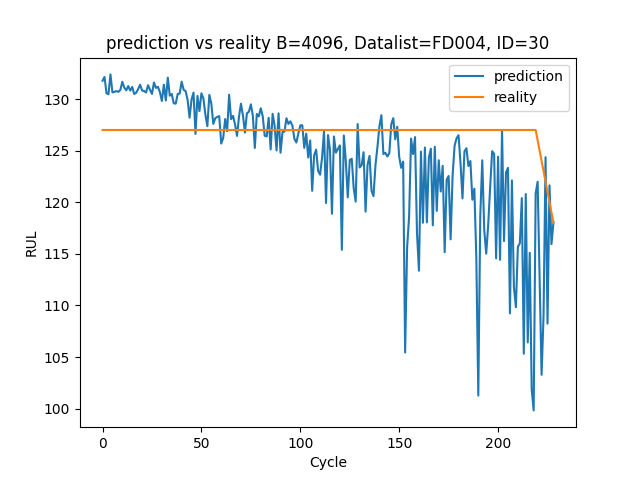 prediction vs reality B=4096, Datalist=FD004, ID=30
prediction
reality
RUL
130
125
120
115
110
105
100
0 50 100 150 200
Cycle